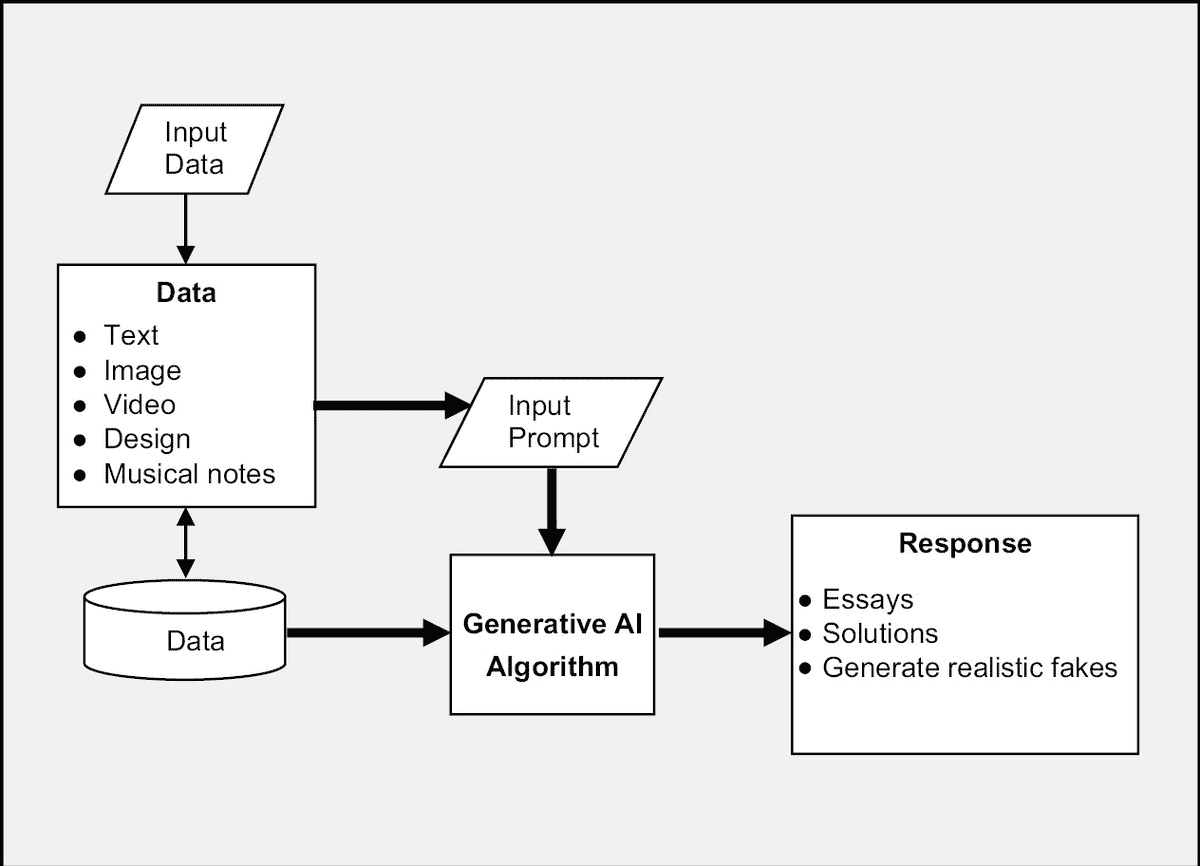 Input
Data
Data
● Text
● Image
● Video
● Design
● Musical notes
Input
Prompt
Data
Generative AI
Algorithm
Response
● Essays
● Solutions
● Generate realistic fakes